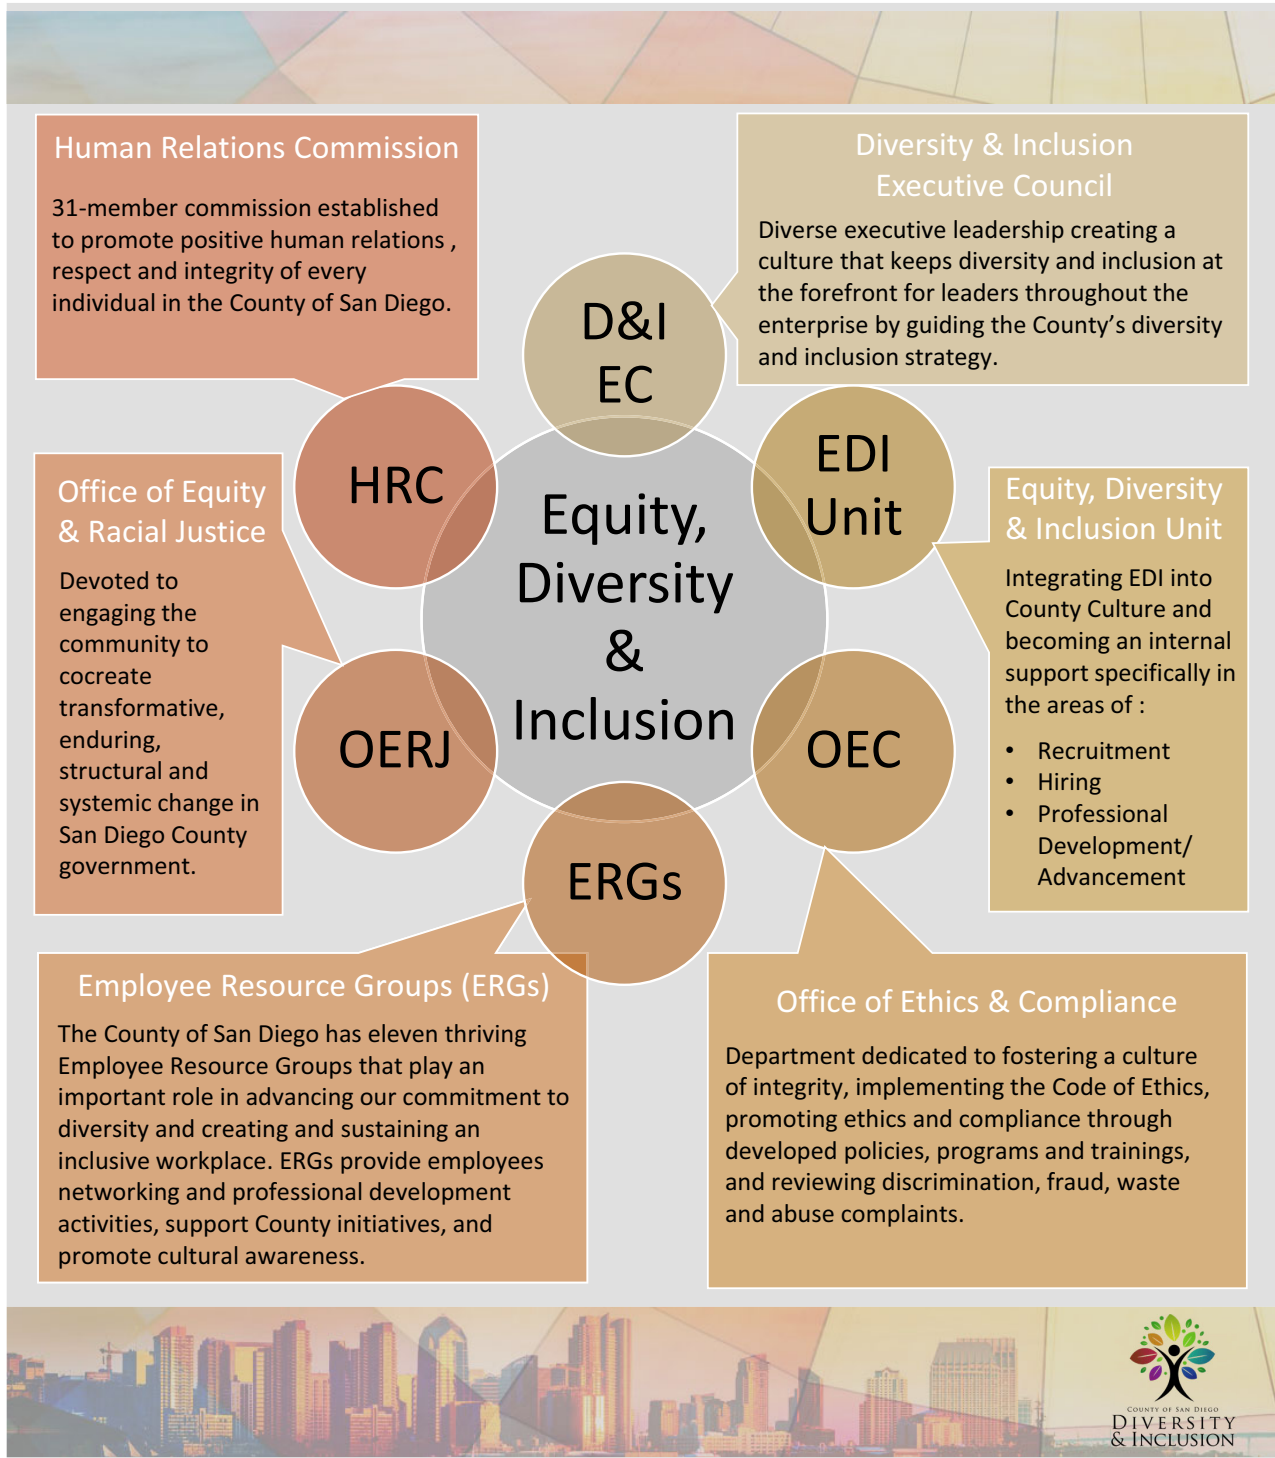 Human Relations Commission
31-member commission established
to promote positive human relations ,
respect and integrity of every
individual in the County of San Diego.
Diversity & Inclusion
Executive Council
Diverse executive leadership creating a
culture that keeps diversity and inclusion at
the forefront for leaders throughout the
enterprise by guiding the County’s diversity
and inclusion strategy.
D&I
EC
HRC
EDI
Unit
Equity,
Diversity
&
Inclusion
OERJ
OEC
ERGs
Office of Equity
& Racial Justice
Devoted to
engaging the
community to
cocreate
transformative,
enduring,
structural and
systemic change in
San Diego County
government.
Equity, Diversity
& Inclusion Unit
Integrating EDI into
County Culture and
becoming an internal
support specifically in
the areas of :
• Recruitment
• Hiring
• Professional
Development/
Advancement
Employee Resource Groups (ERGs)
The County of San Diego has eleven thriving
Employee Resource Groups that play an
important role in advancing our commitment to
diversity and creating and sustaining an
inclusive workplace. ERGs provide employees
networking and professional development
activities, support County initiatives, and
promote cultural awareness.
Office of Ethics & Compliance
Department dedicated to fostering a culture
of integrity, implementing the Code of Ethics,
promoting ethics and compliance through
developed policies, programs and trainings,
and reviewing discrimination, fraud, waste
and abuse complaints.
COUNTY OF SAN DIEGO
DIVERSITY
& INCLUSION